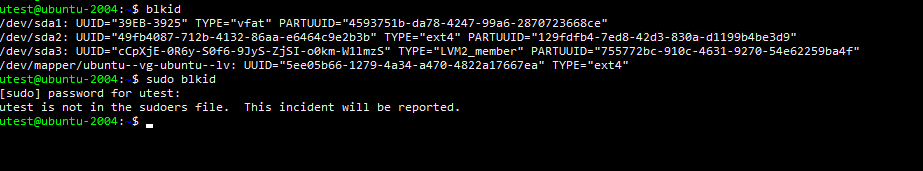 utest@ubuntu-2004:~$ blkid
/dev/sda1: UUID="39EB-3925" TYPE="vfat" PARTUUID="4593751b-da78-4247-99a6-2870723668ce"
/dev/sda2: UUID="49fb4087-712b-4132-86aa-e6464c9e2b3b" TYPE="ext4" PARTUUID="129fdfb4-7ed8-42d3-830a-d1199b4be3d9"
/dev/sda3: UUID="cCpXjE-0R6y-S0f6-9JyS-ZjSI-o0km-W1lmzS" TYPE="LVM2_member" PARTUUID="755772bc-910c-4631-9270-54e62259ba4f"
/dev/mapper/ubuntu--vg-ubuntu--lv: UUID="5ee05b66-1279-4a34-a470-4822a17667ea" TYPE="ext4"
utest@ubuntu-2004:~$ sudo blkid
[sudo] password for utest:
utest is not in the sudoers file.  This incident will be reported.
utest@ubuntu-2004:~$